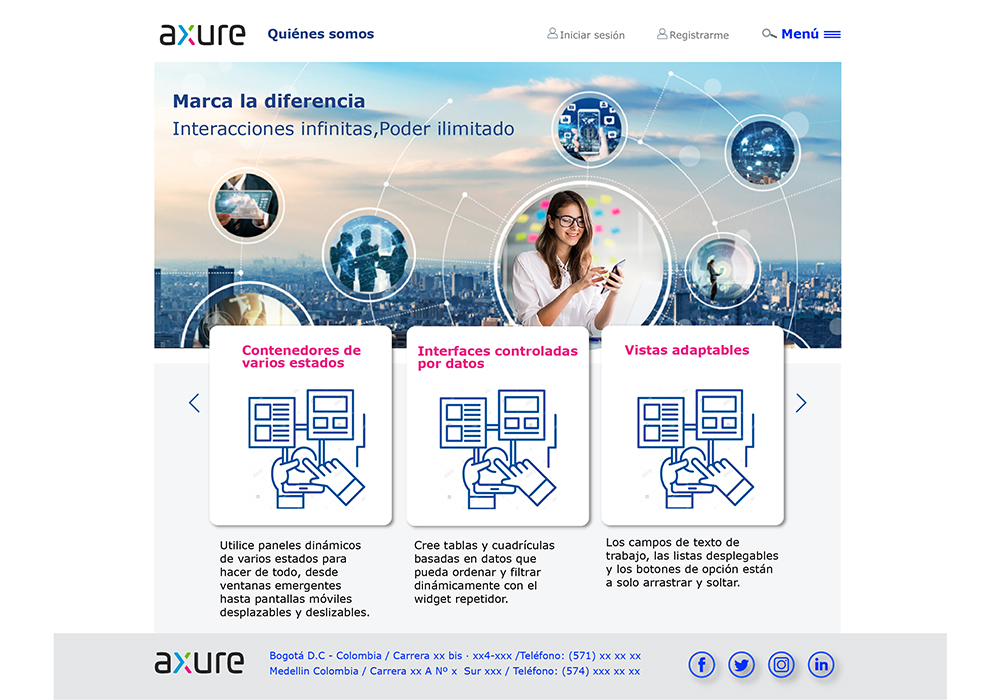 axure
Quiénes somos
Iniciar sesión
Registrarme
Menú
Marca la diferencia
Interacciones infinitas,Poder ilimitado
Contenedores de
varios estados
Interfaces controladas
por datos
Vistas adaptables
Utilice paneles dinámicos
de varios estados para
hacer de todo, desde
ventanas emergentes
hasta pantallas móviles
desplazables y deslizables.
Cree tablas y cuadrículas
basadas en datos que
pueda ordenar y filtrar
dinámicamente con el
widget repetidor.
Los campos de texto de
trabajo, las listas desplegables
y los botones de opción están
a solo arrastrar y soltar.
axure
Bogotá D.C - Colombia / Carrera xx bis · xx4-xxx /Teléfono: (571) xx xx xx
Medellin Colombia / Carrera xx A Nº x Sur xxx / Teléfono: (574) xxx xx xx